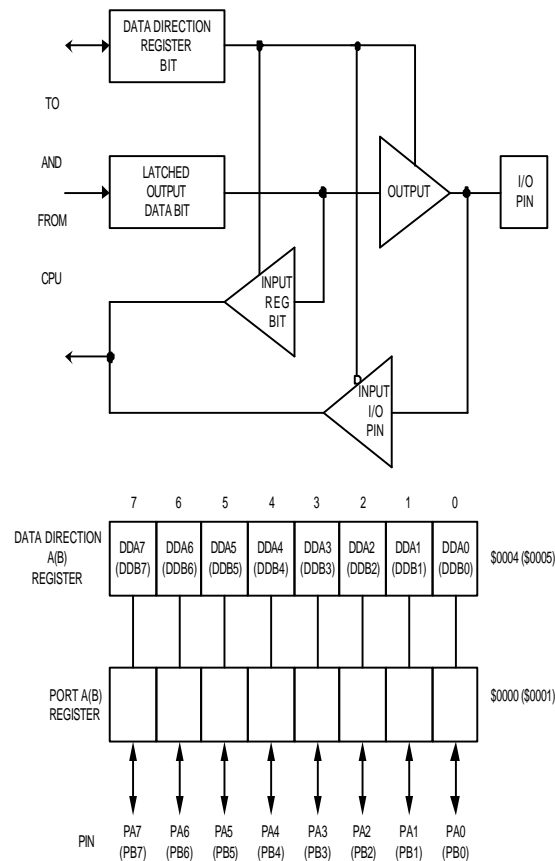 DATA DIRECTION
REGISTER
BIT
TO
AND
FROM
CPU
LATCHED
OUTPUT
DATA BIT
OUTPUT
I/O
PIN
INPUT
REG
BIT
INPUT
I/O
PIN
7 6 5 4 3 2 1 0
DATA DIRECTION
A(B)
REGISTER
DDA7 DDA6 DDA5 DDA4 DDA3 DDA2 DDA1 DDA0
(DDB7) (DDB6) (DDB5) (DDB4) (DDB3) (DDB2) (DDB1) (DDB0)
$0004 ($0005)
PORT A(B)
REGISTER
$0000 ($0001)
PIN
PA7 PA6 PA5 PA4 PA3 PA2 PA1 PA0
(PB7) (PB6) (PB5) (PB4) (PB3) (PB2) (PB1) (PB0)